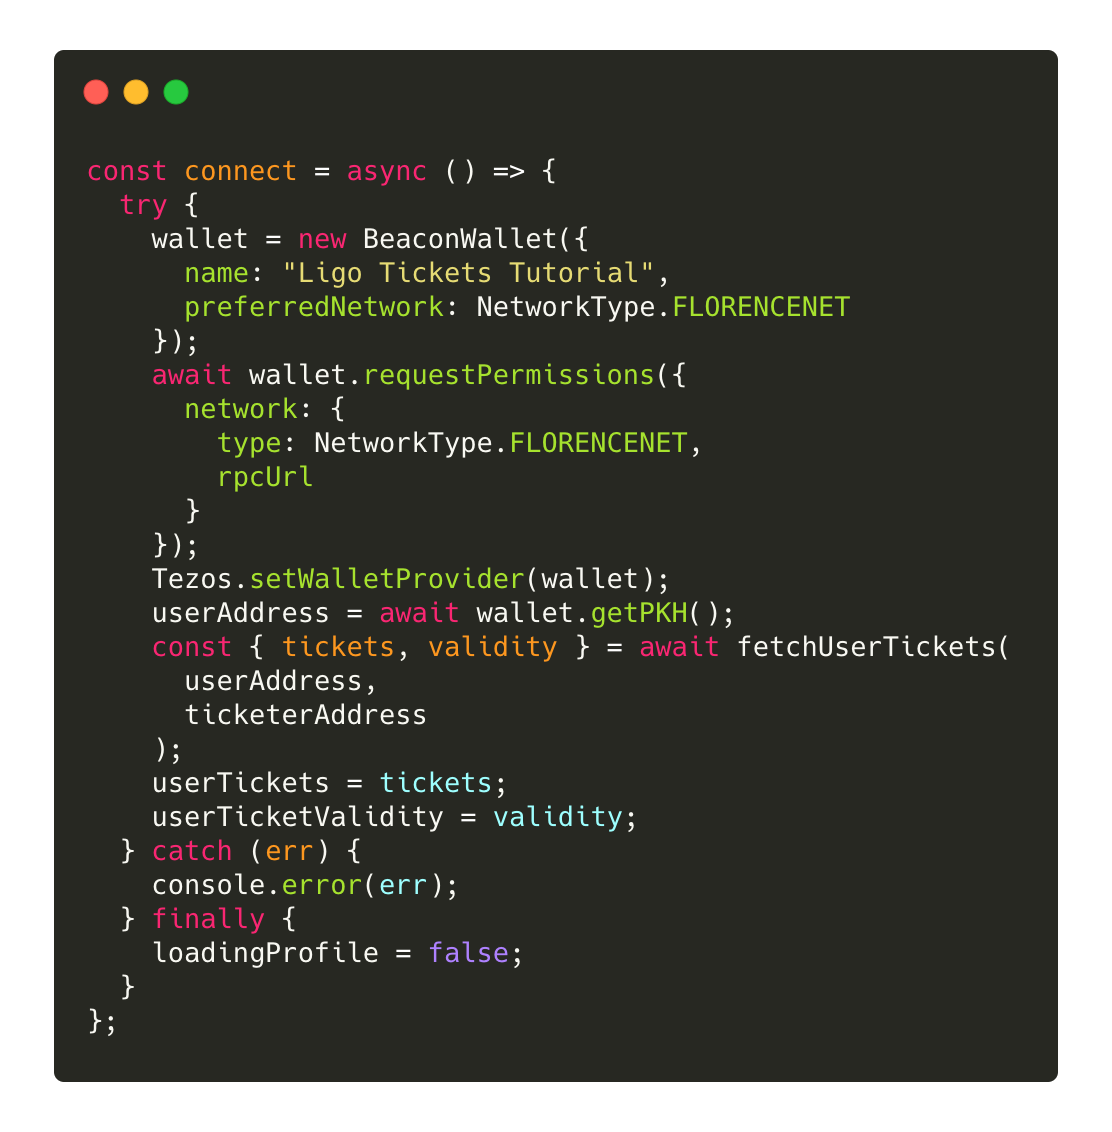 const connect = async () => {
  try {
    wallet = new BeaconWallet({
      name: "Ligo Tickets Tutorial",
      preferredNetwork: NetworkType.FLORENCENET
    });
    await wallet.requestPermissions({
      network: {
        type: NetworkType.FLORENCENET,
        rpcUrl
      }
    });
    Tezos.setWalletProvider(wallet);
    userAddress = await wallet.getPKH();
    const { tickets, validity } = await fetchUserTickets(
      userAddress,
      ticketerAddress
    );
    userTickets = tickets;
    userTicketValidity = validity;
  } catch (err) {
    console.error(err);
  } finally {
    loadingProfile = false;
  }
};